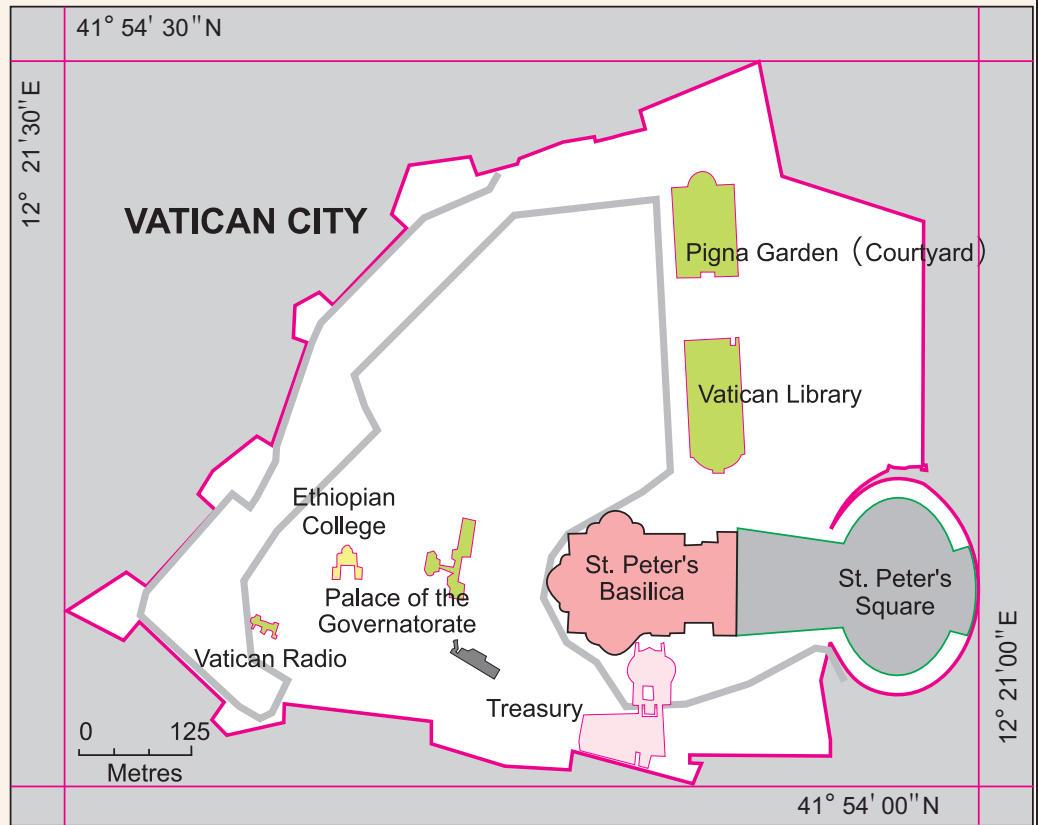 41° 54' 30"N
12° 21'30"E
VATICAN CITY
Pigna Garden (Courtyard)
Vatican Library
Ethiopian
College
St. Peter's
Basilica
St. Peter's
Square
Palace of the
Governatorate
Vatican Radio
Treasury
12° 21'00"E
0 125
Metres
41° 54' 00"N